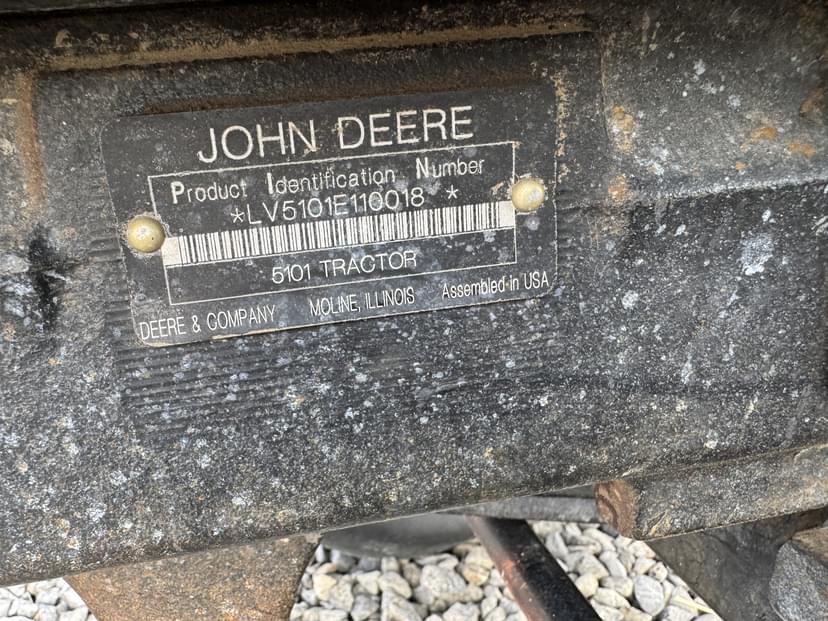 JOHN DEERE
Product Identification Number
*LV5101E110018 *
5101 TRACTOR
DEERE & COMPANY MOLINE, ILLINOIS Assembled in USA